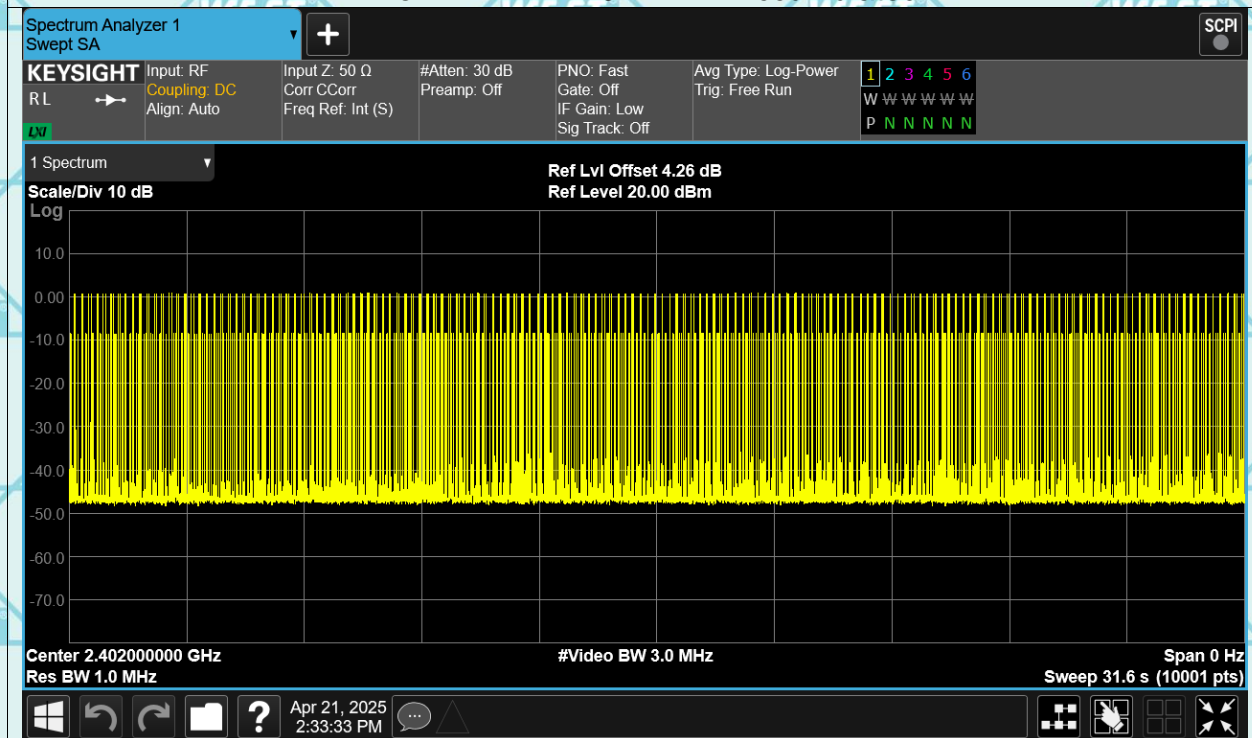 Spectrum Analyzer 1
Swept SA
+
SCPI
KEYSIGHT
R L
LXI
Input: RF
Coupling: DC
Align: Auto
Input Z: 50 Ω
Corr CCorr
Freq Ref: Int (S)
#Atten: 30 dB
Preamp: Off
PNO: Fast
Gate: Off
IF Gain: Low
Sig Track: Off
Avg Type: Log-Power
Trig: Free Run
1 2 3 4 5 6
W W W W W W
P N N N N N
1 Spectrum
Scale/Div 10 dB
Log
Ref Lvl Offset 4.26 dB
Ref Level 20.00 dBm
10.0
0.00
-10.0
-20.0
-30.0
-40.0
-50.0
-60.0
-70.0
Center 2.402000000 GHz
Res BW 1.0 MHz
#Video BW 3.0 MHz
Span 0 Hz
Sweep 31.6 s (10001 pts)
?
Apr 21, 2025
2:33:33 PM